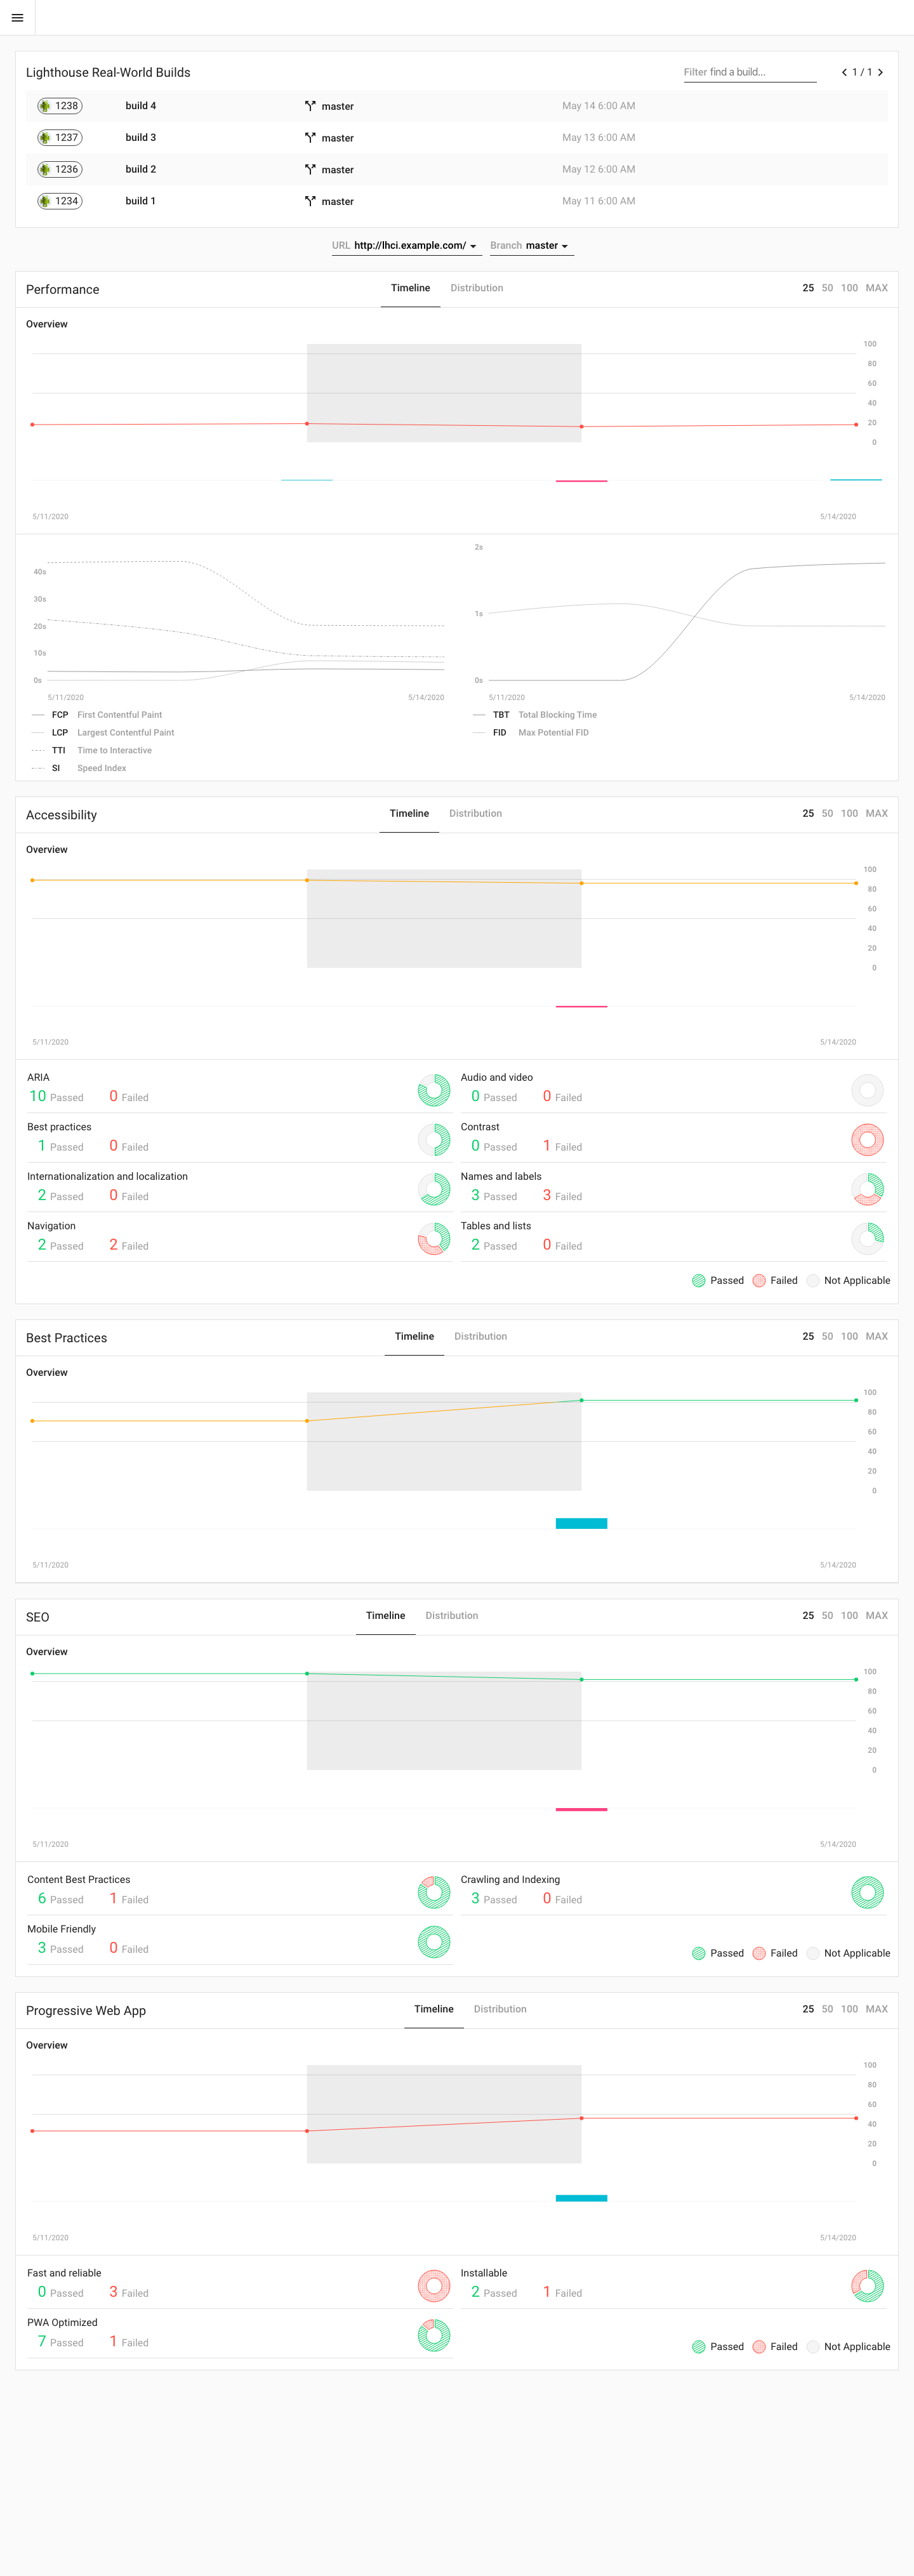 Lighthouse Real-World Builds
Filter find a build...
1 / 1
1238 build 4 master May 14 6:00 AM
1237 build 3 master May 13 6:00 AM
1236 build 2 master May 12 6:00 AM
1234 build 1 master May 11 6:00 AM
URL http://lhci.example.com/ Branch master
Performance Timeline Distribution 25 50 100 MAX
Overview
100
80
60
40
20
0
5/11/2020 5/14/2020
40s
30s
20s
10s
0s
5/11/2020 5/14/2020
FCP First Contentful Paint
LCP Largest Contentful Paint
TTI Time to Interactive
SI Speed Index
2s
1s
0s
5/11/2020 5/14/2020
TBT Total Blocking Time
FID Max Potential FID
Accessibility Timeline Distribution 25 50 100 MAX
Overview
100
80
60
40
20
0
5/11/2020 5/14/2020
ARIA Audio and video
10 Passed 0 Failed 0 Passed 0 Failed
Best practices Contrast
1 Passed 0 Failed 0 Passed 1 Failed
Internationalization and localization Names and labels
2 Passed 0 Failed 3 Passed 3 Failed
Navigation Tables and lists
2 Passed 2 Failed 2 Passed 0 Failed
Passed Failed Not Applicable
Best Practices Timeline Distribution 25 50 100 MAX
Overview
100
80
60
40
20
0
5/11/2020 5/14/2020
SEO Timeline Distribution 25 50 100 MAX
Overview
100
80
60
40
20
0
5/11/2020 5/14/2020
Content Best Practices Crawling and Indexing
6 Passed 1 Failed 3 Passed 0 Failed
Mobile Friendly
3 Passed 0 Failed
Passed Failed Not Applicable
Progressive Web App Timeline Distribution 25 50 100 MAX
Overview
100
80
60
40
20
0
5/11/2020 5/14/2020
Fast and reliable Installable
0 Passed 3 Failed 2 Passed 1 Failed
PWA Optimized
7 Passed 1 Failed
Passed Failed Not Applicable